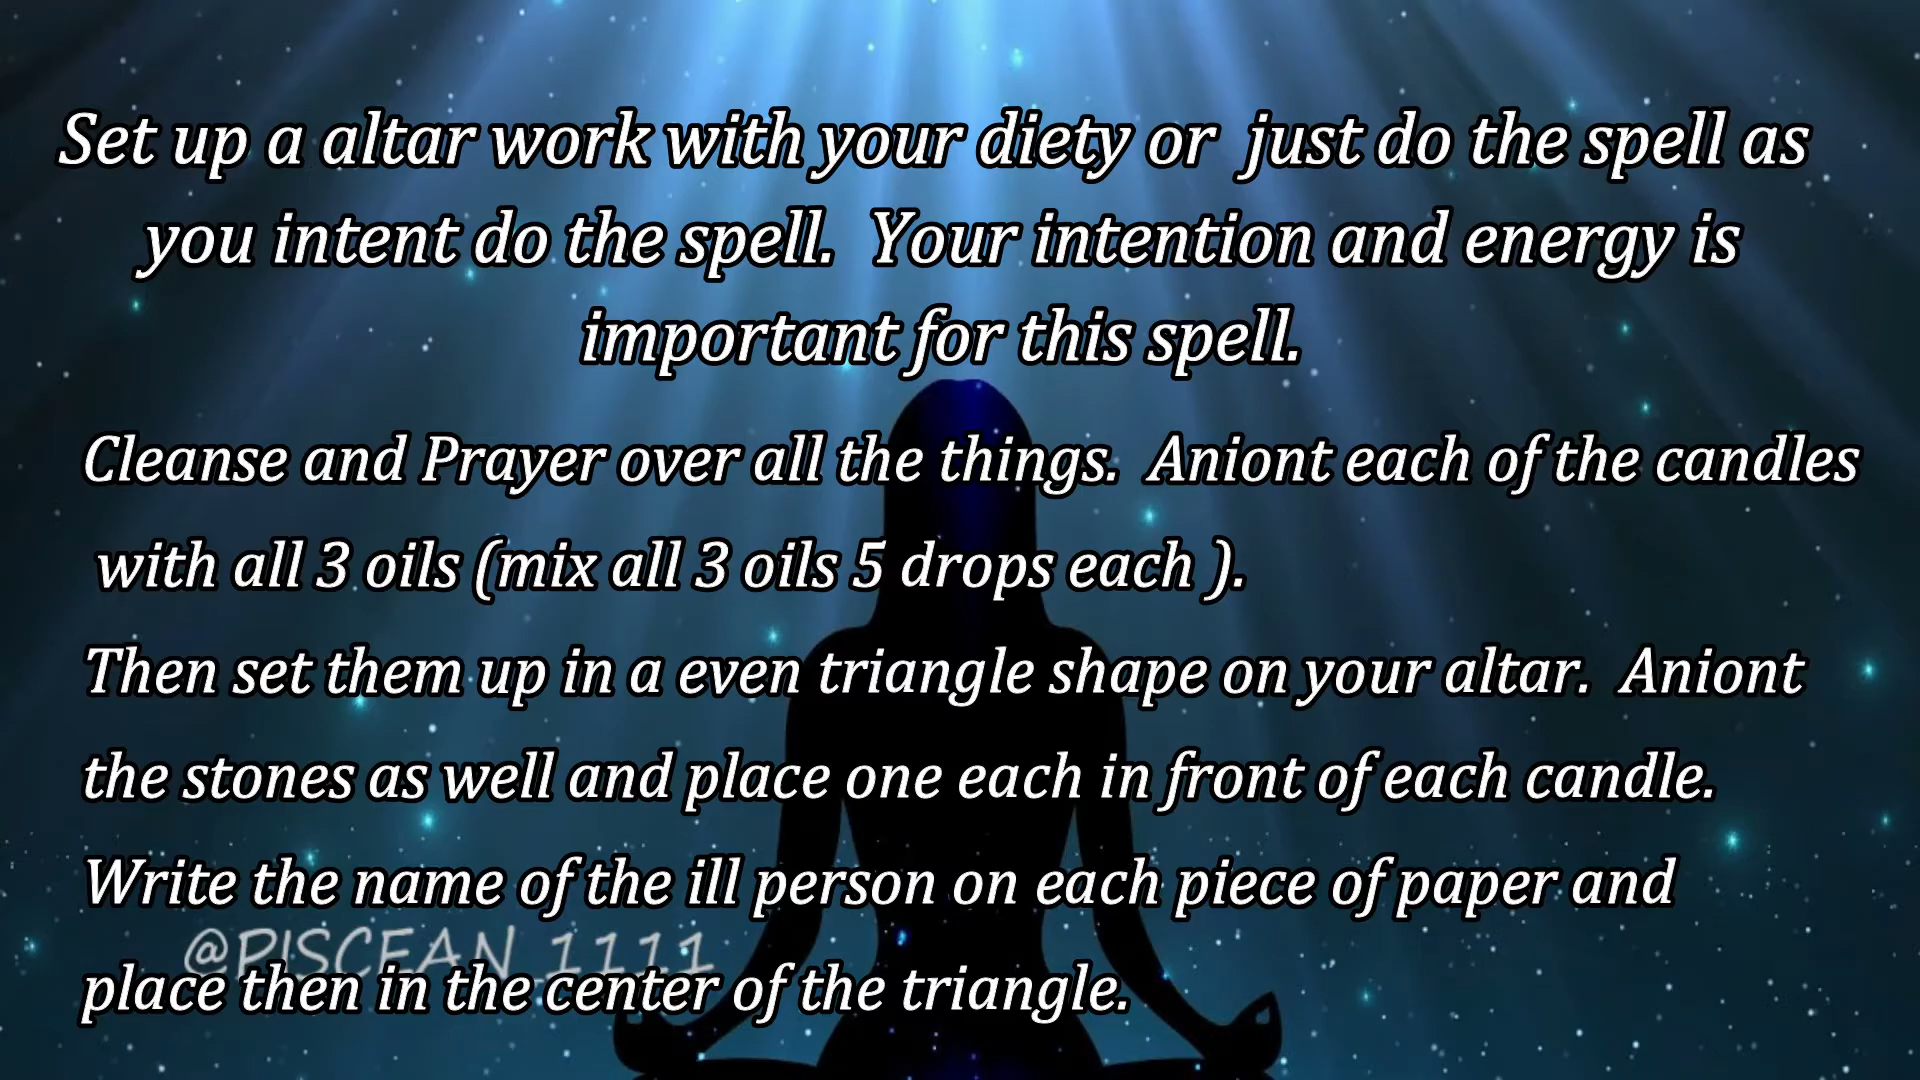 Set up a altar work with your diety or just do the spell as
you intent do the spell. Your intention and energy is
important for this spell.
Cleanse and Prayer over all the things. Aniont each of the candles
with all 3 oils (mix all 3 oils 5 drops each ).
Then set them up in a even triangle shape on your altar. Aniont
the stones as well and place one each in front of each candle.
Write the name of the ill person on each piece of paper and
@PISCEAN_1111
place then in the center of the triangle.